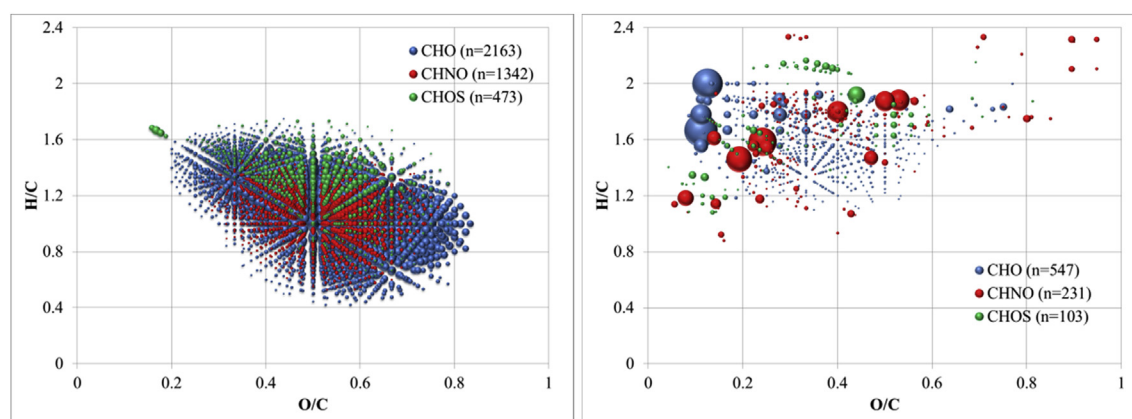 2.4
CHO (n=2163)
CHNO (n=1342)
CHOS (n=473)
2
1.6
1.2
0.8
0.4
0
H/C
0 0.2 0.4 0.6 0.8 1
O/C
2.4
2
1.6
1.2
0.8
0.4
0
H/C
CHO (n=547)
CHNO (n=231)
CHOS (n=103)
0 0.2 0.4 0.6 0.8 1
O/C